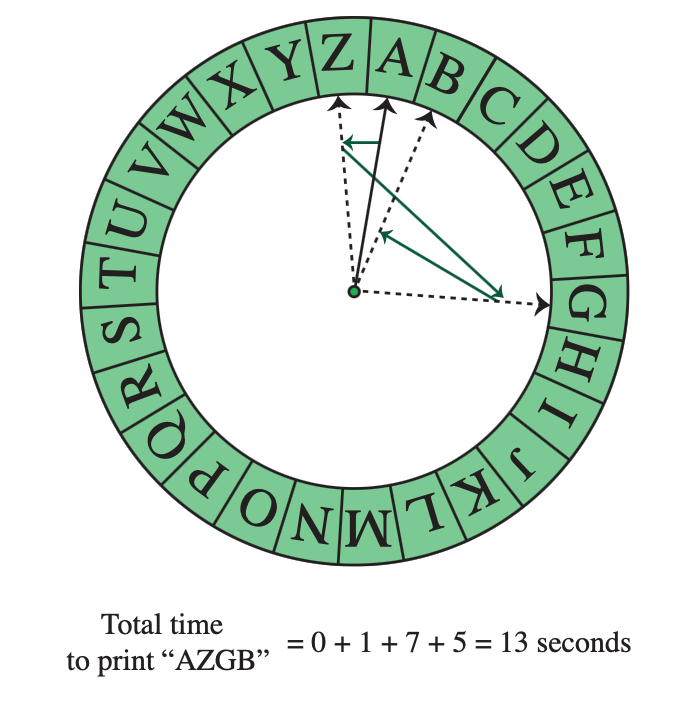 A
B
C
D
E
F
G
H
I
J
K
L
M
N
O
P
Q
R
S
T
U
V
W
X
Y
Z
Total time
to print “AZGB” = 0 + 1 + 7 + 5 = 13 seconds